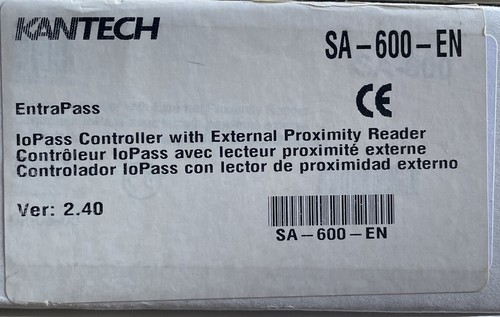 KANTECH
SA-600-EN
EntraPass
CE
IoPass Controller with External Proximity Reader
Contrôleur IoPass avec lecteur proximité externe
Controlador IoPass con lector de proximidad externo
Ver: 2.40
SA-600-EN